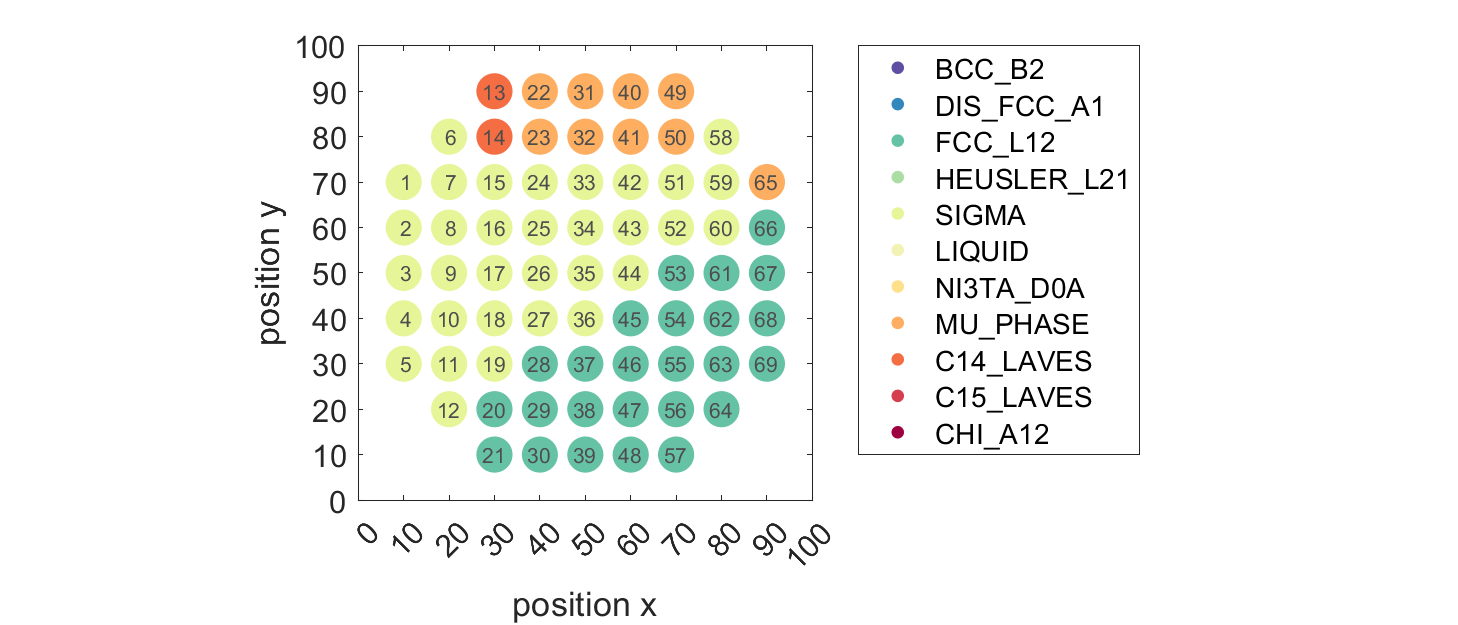 100
90
80
70
60
50
40
30
20
10
0
position y
13 22 31 40 49
6 14 23 32 41 50 58
1 7 15 24 33 42 51 59 65
2 8 16 25 34 43 52 60 66
3 9 17 26 35 44 53 61 67
4 10 18 27 36 45 54 62 68
5 11 19 28 37 46 55 63 69
12 20 29 38 47 56 64
21 30 39 48 57
0 10 20 30 40 50 60 70 80 90 100
position x
BCC_B2
DIS_FCC_A1
FCC_L12
HEUSLER_L21
SIGMA
LIQUID
NI3TA_D0A
MU_PHASE
C14_LAVES
C15_LAVES
CHI_A12